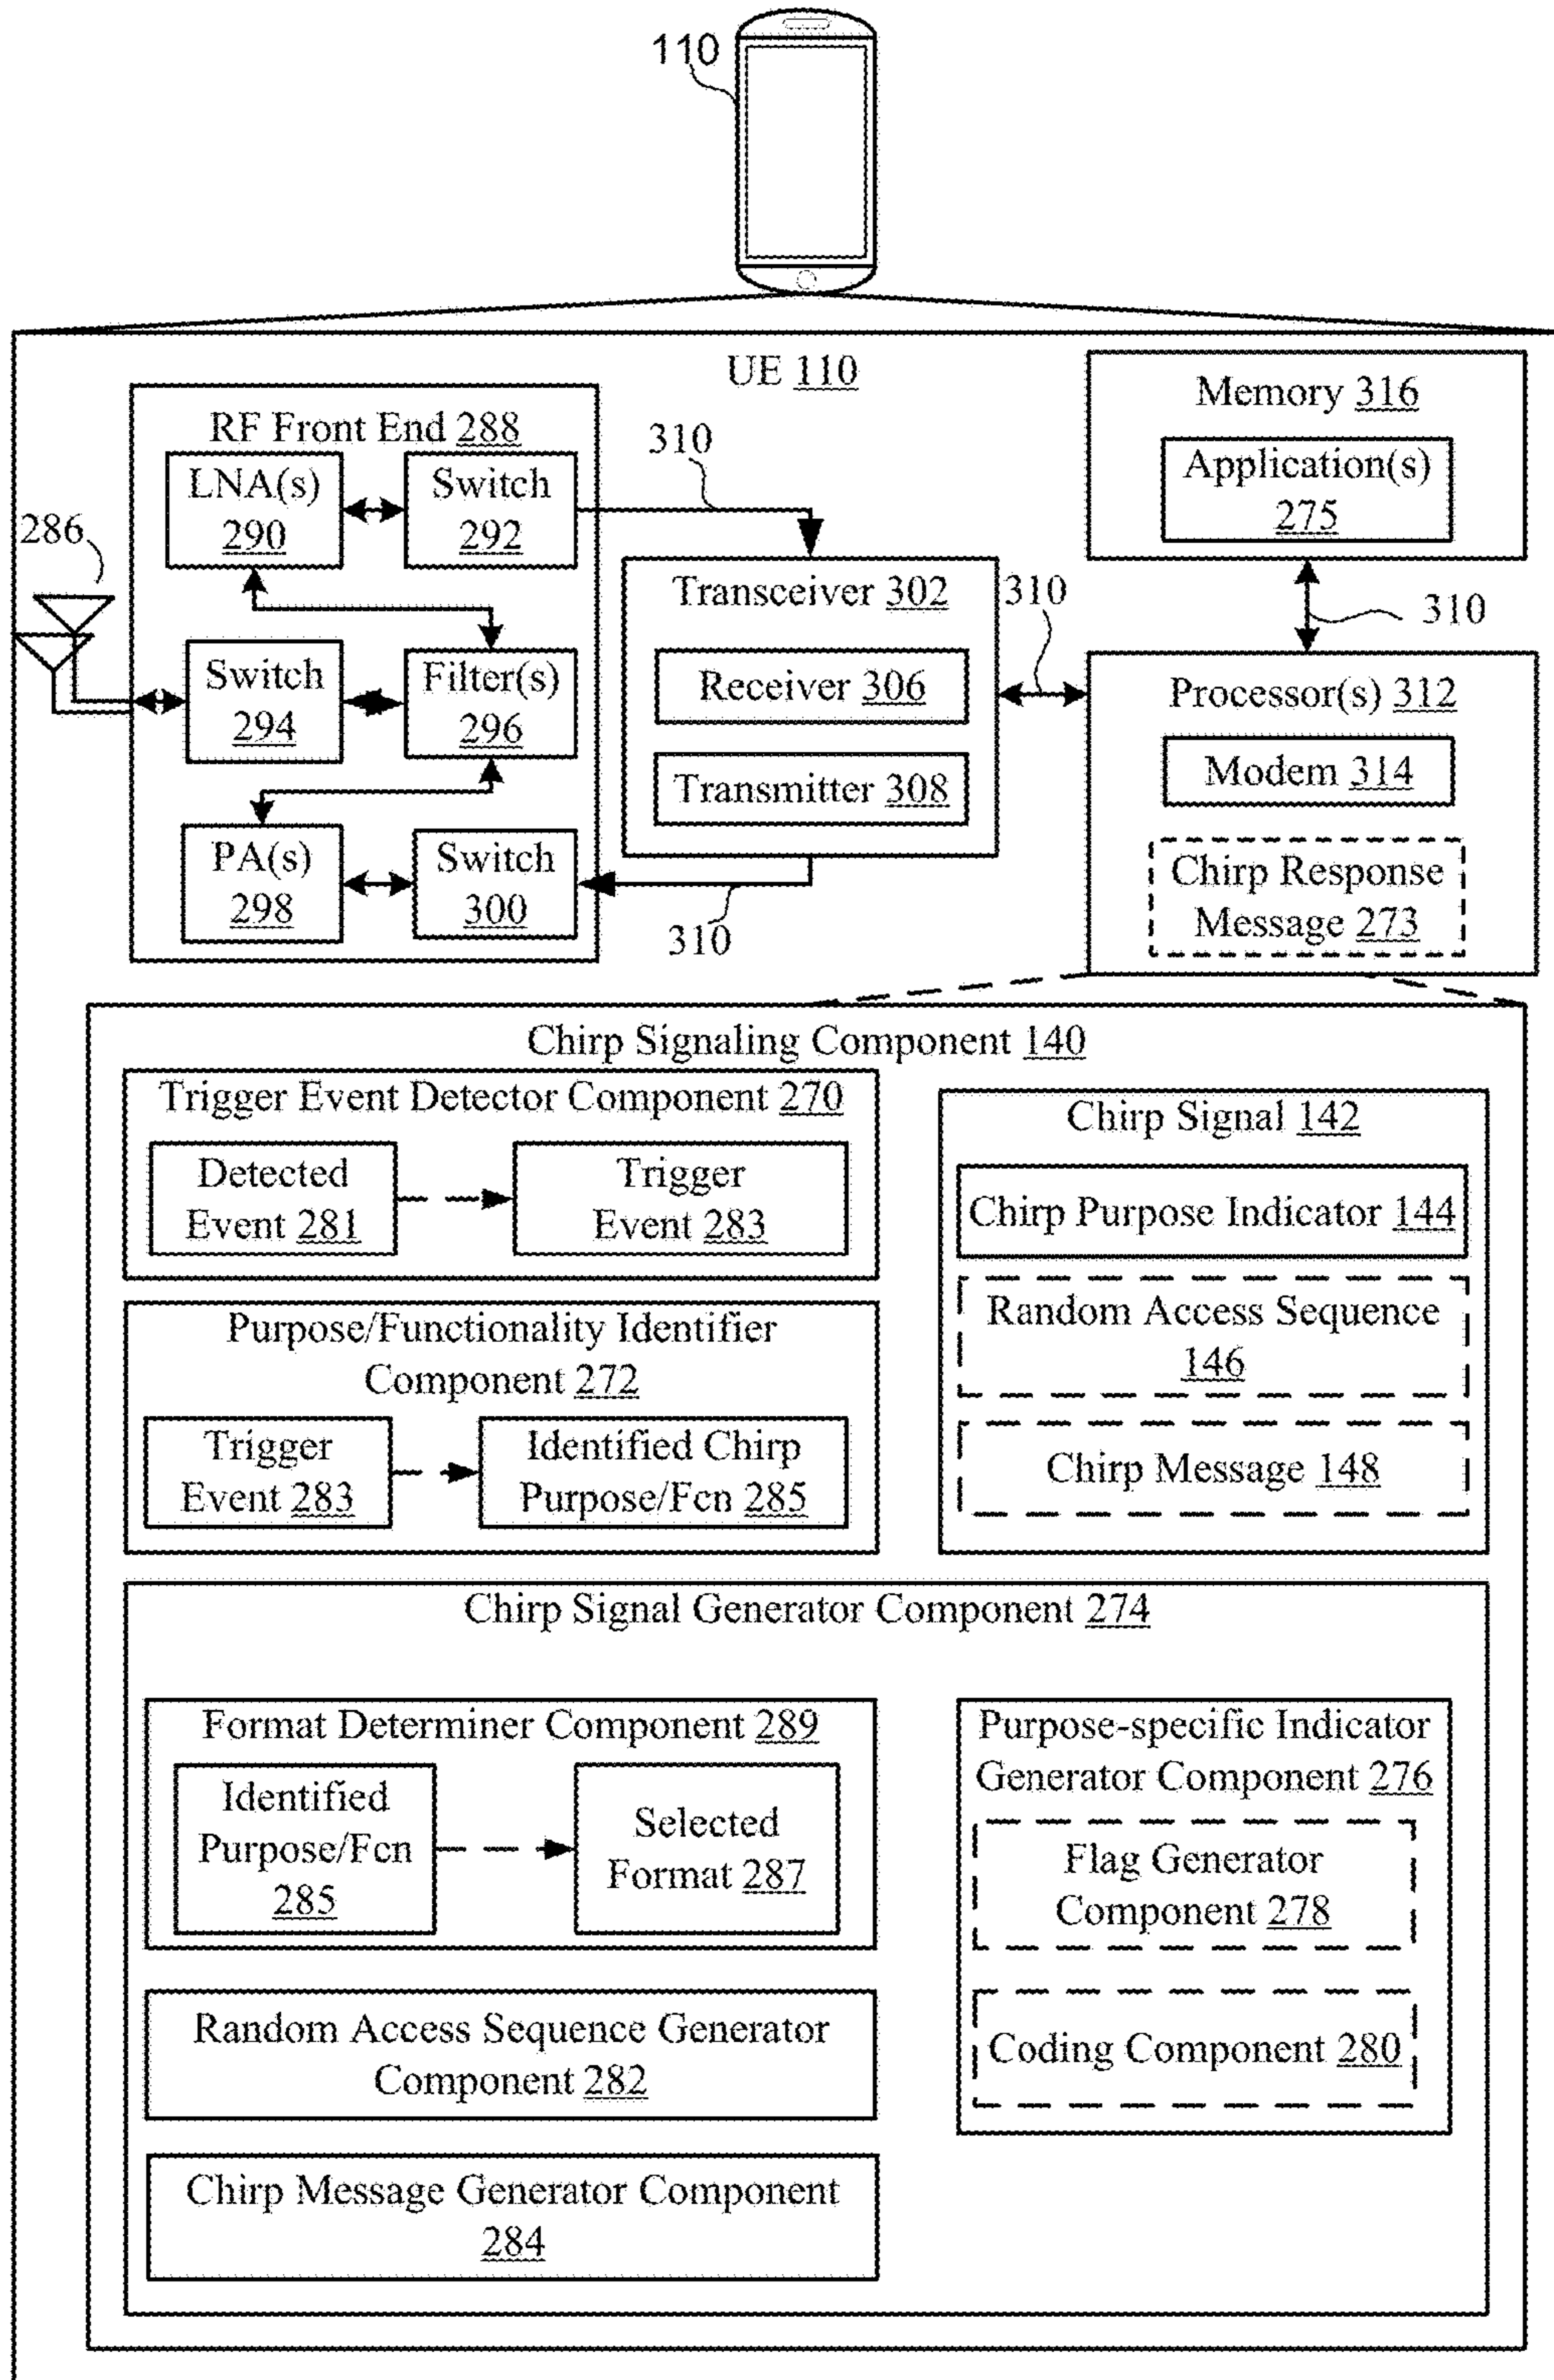 110
UE 110
RF Front End 288
LNA(s)
290
Switch
292
310
286
Switch
294
Filter(s)
296
PA(s)
298
Switch
300
310
Transceiver 302
Receiver 306
Transmitter 308
310
Memory 316
Application(s)
275
310
Processor(s) 312
Modem 314
Chirp Response
Message 273
Chirp Signaling Component 140
Trigger Event Detector Component 270
Detected
Event 281
Trigger
Event 283
Purpose/Functionality Identifier
Component 272
Trigger
Event 283
Identified Chirp
Purpose/Fcn 285
Chirp Signal 142
Chirp Purpose Indicator 144
Random Access Sequence
146
Chirp Message 148
Chirp Signal Generator Component 274
Format Determiner Component 289
Identified
Purpose/Fcn
285
Selected
Format 287
Random Access Sequence Generator
Component 282
Chirp Message Generator Component
284
Purpose-specific Indicator
Generator Component 276
Flag Generator
Component 278
Coding Component 280